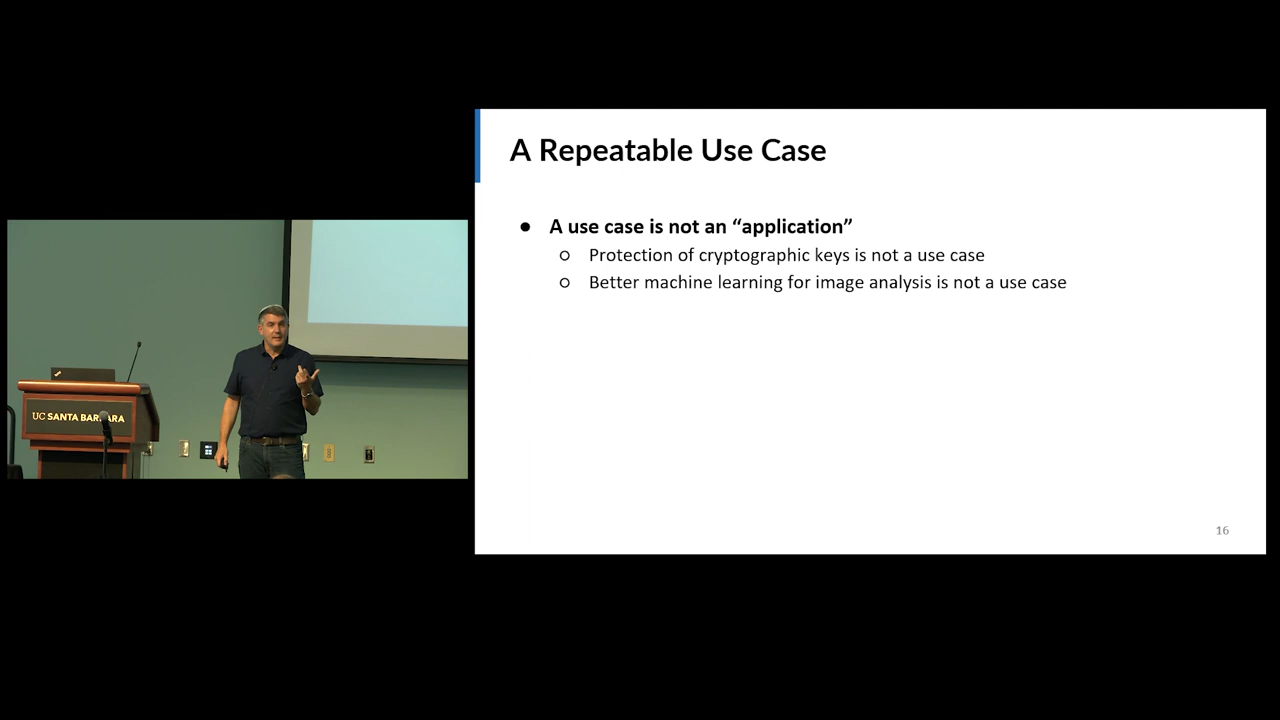 A Repeatable Use Case
● A use case is not an “application”
○ Protection of cryptographic keys is not a use case
○ Better machine learning for image analysis is not a use case
16
UC SANTA BARBARA